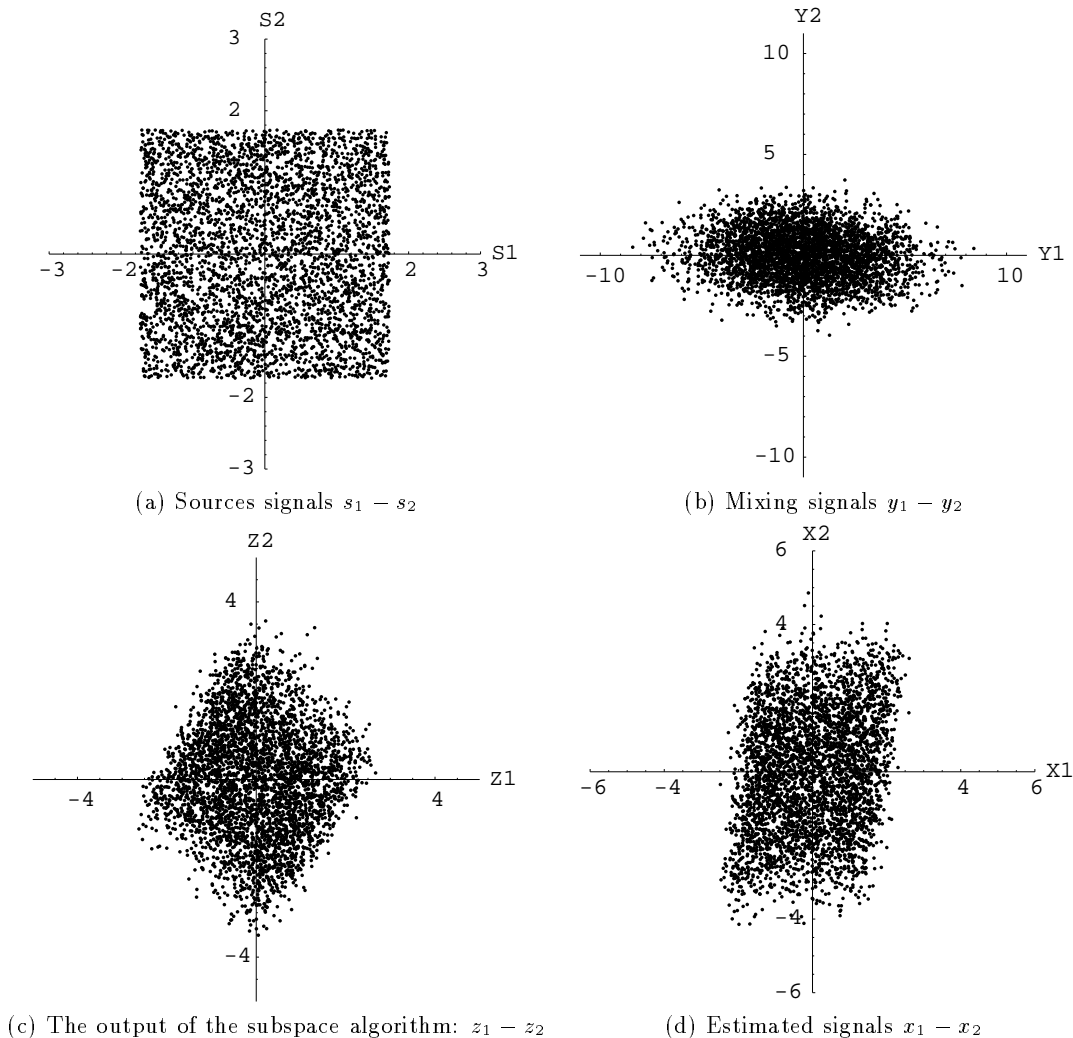 S2
3
2
-3
-2
2
3
S1
-2
-3
(a) Sources signals s₁ − s₂
Y2
10
5
-10
10
Y1
-5
-10
(b) Mixing signals y₁ − y₂
Z2
4
-4
4
Z1
-4
(c) The output of the subspace algorithm: z₁ − z₂
X2
6
4
-6
-4
4
6
X1
-4
-6
(d) Estimated signals x₁ − x₂